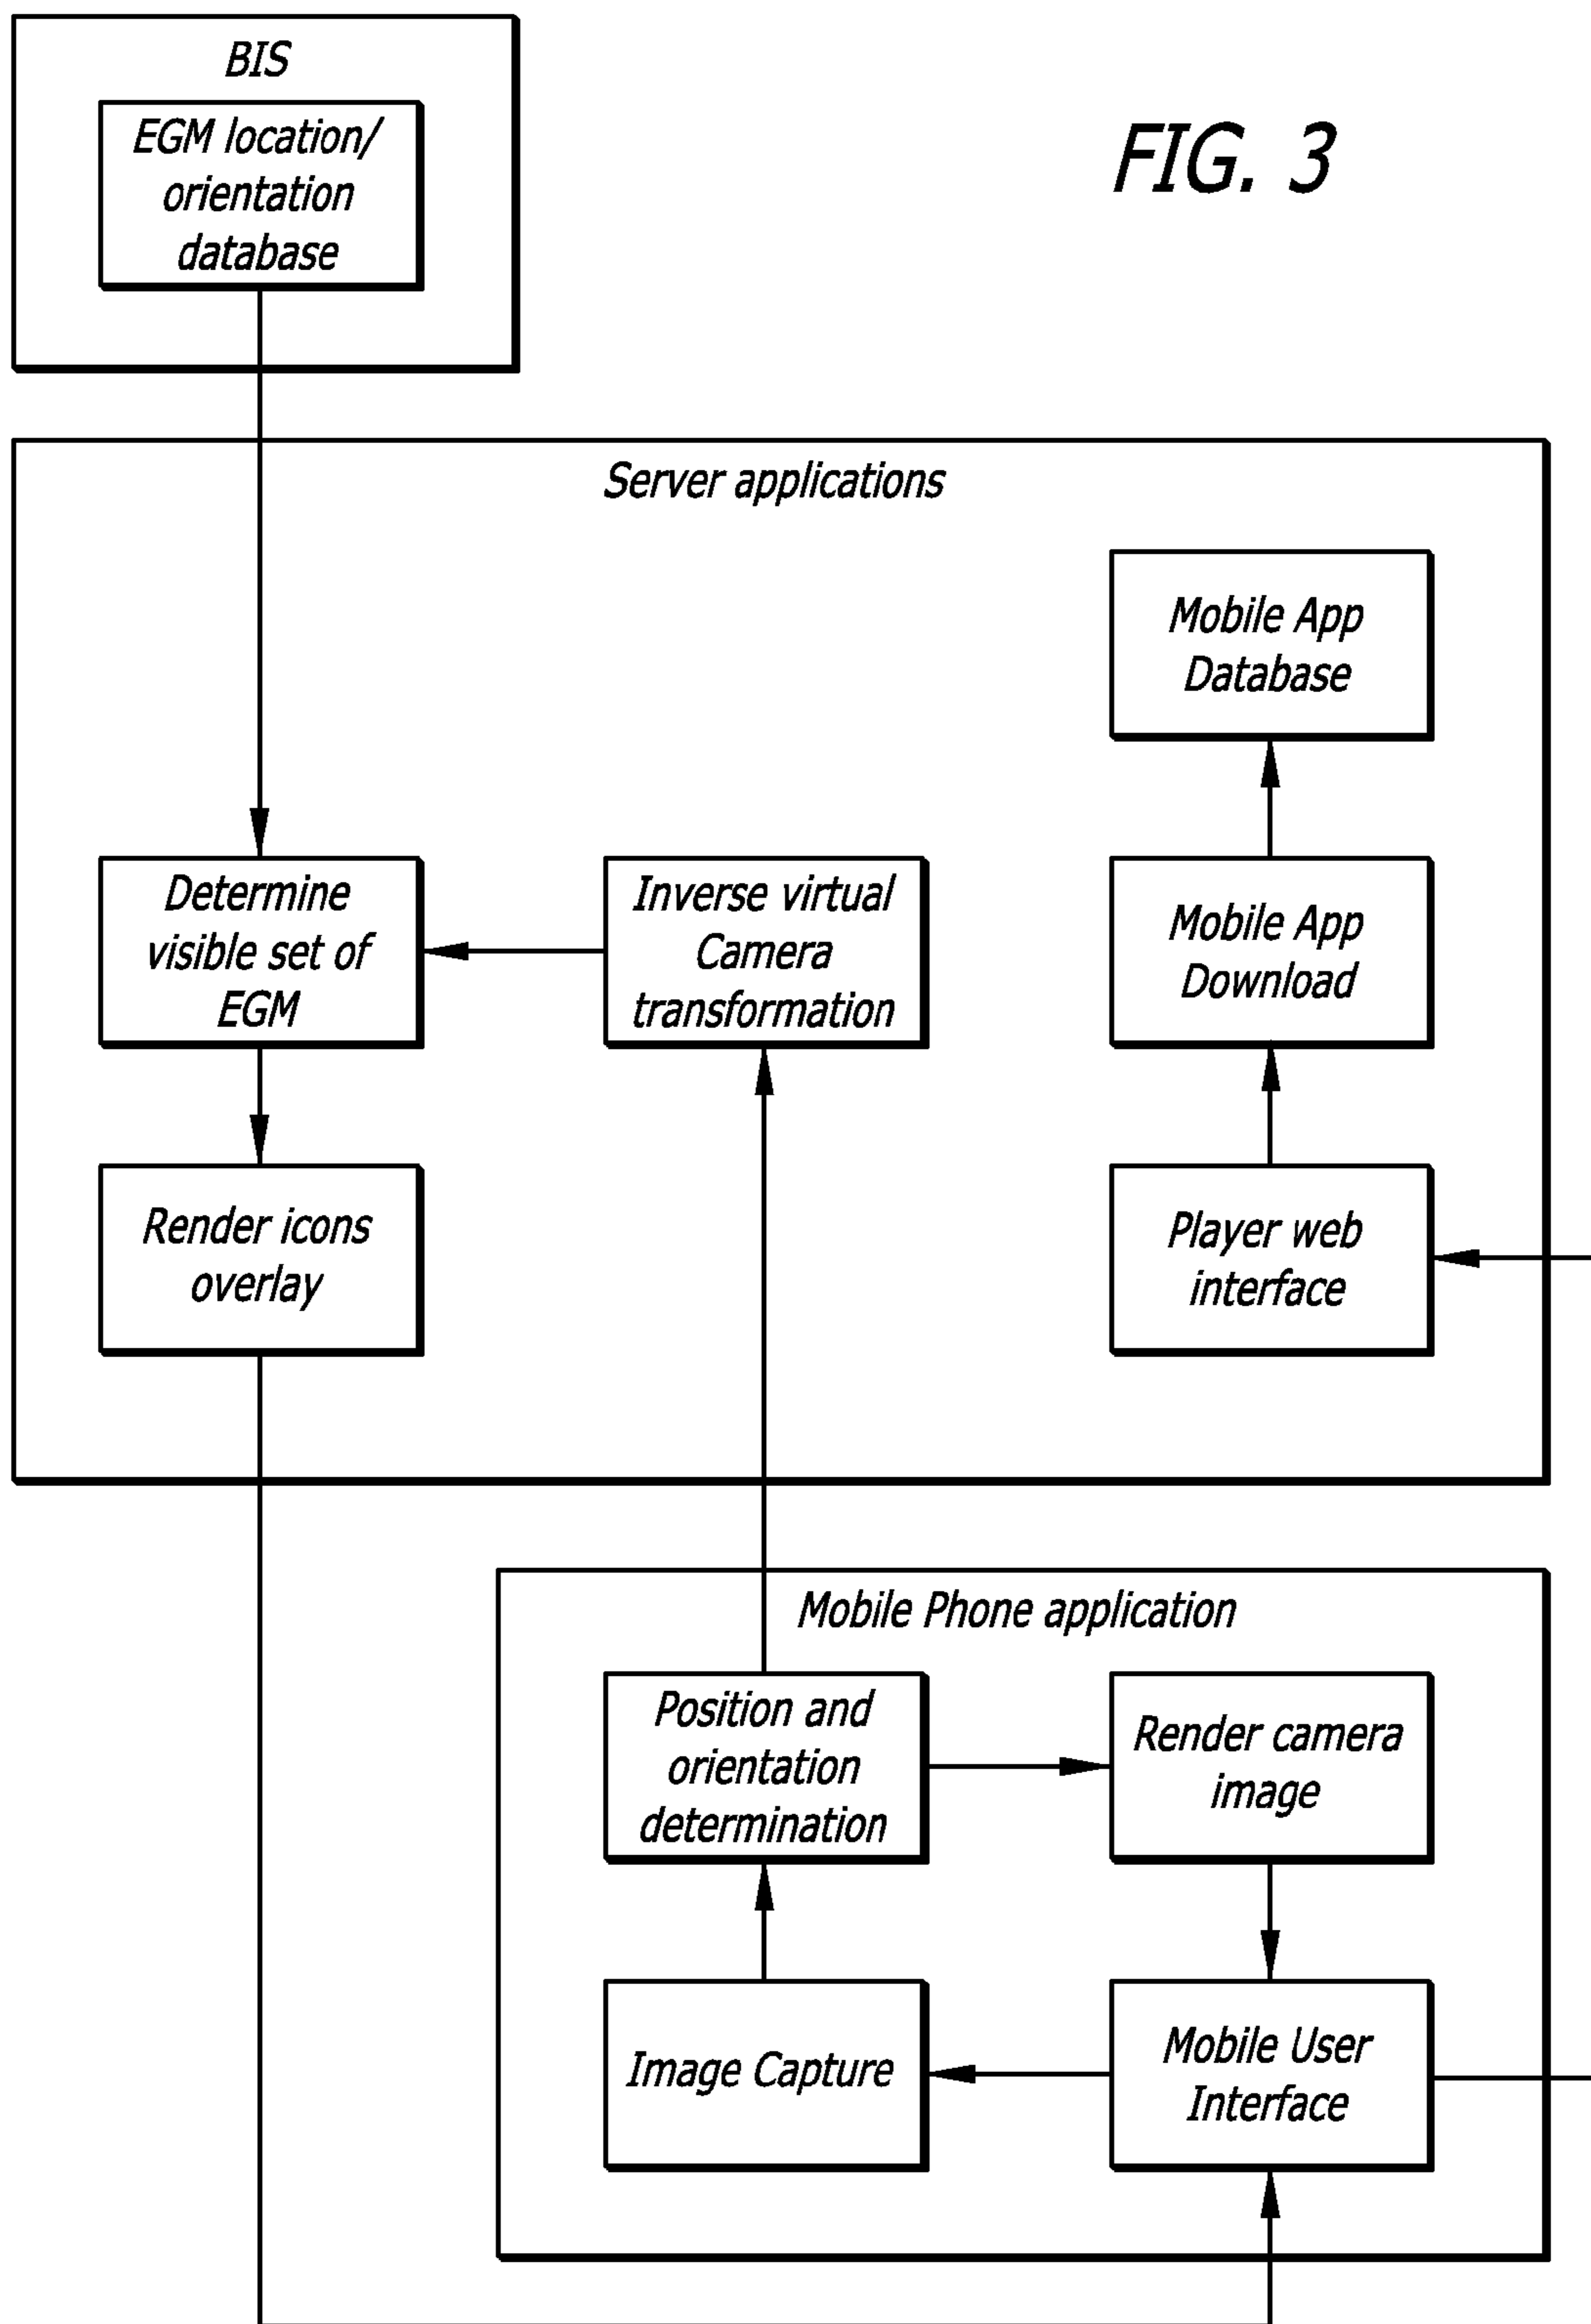 BIS
EGM location/
orientation
database
FIG. 3
Server applications
Mobile App
Database
Determine
visible set of
EGM
Inverse virtual
Camera
transformation
Mobile App
Download
Render icons
overlay
Player web
interface
Mobile Phone application
Position and
orientation
determination
Render camera
image
Image Capture
Mobile User
Interface